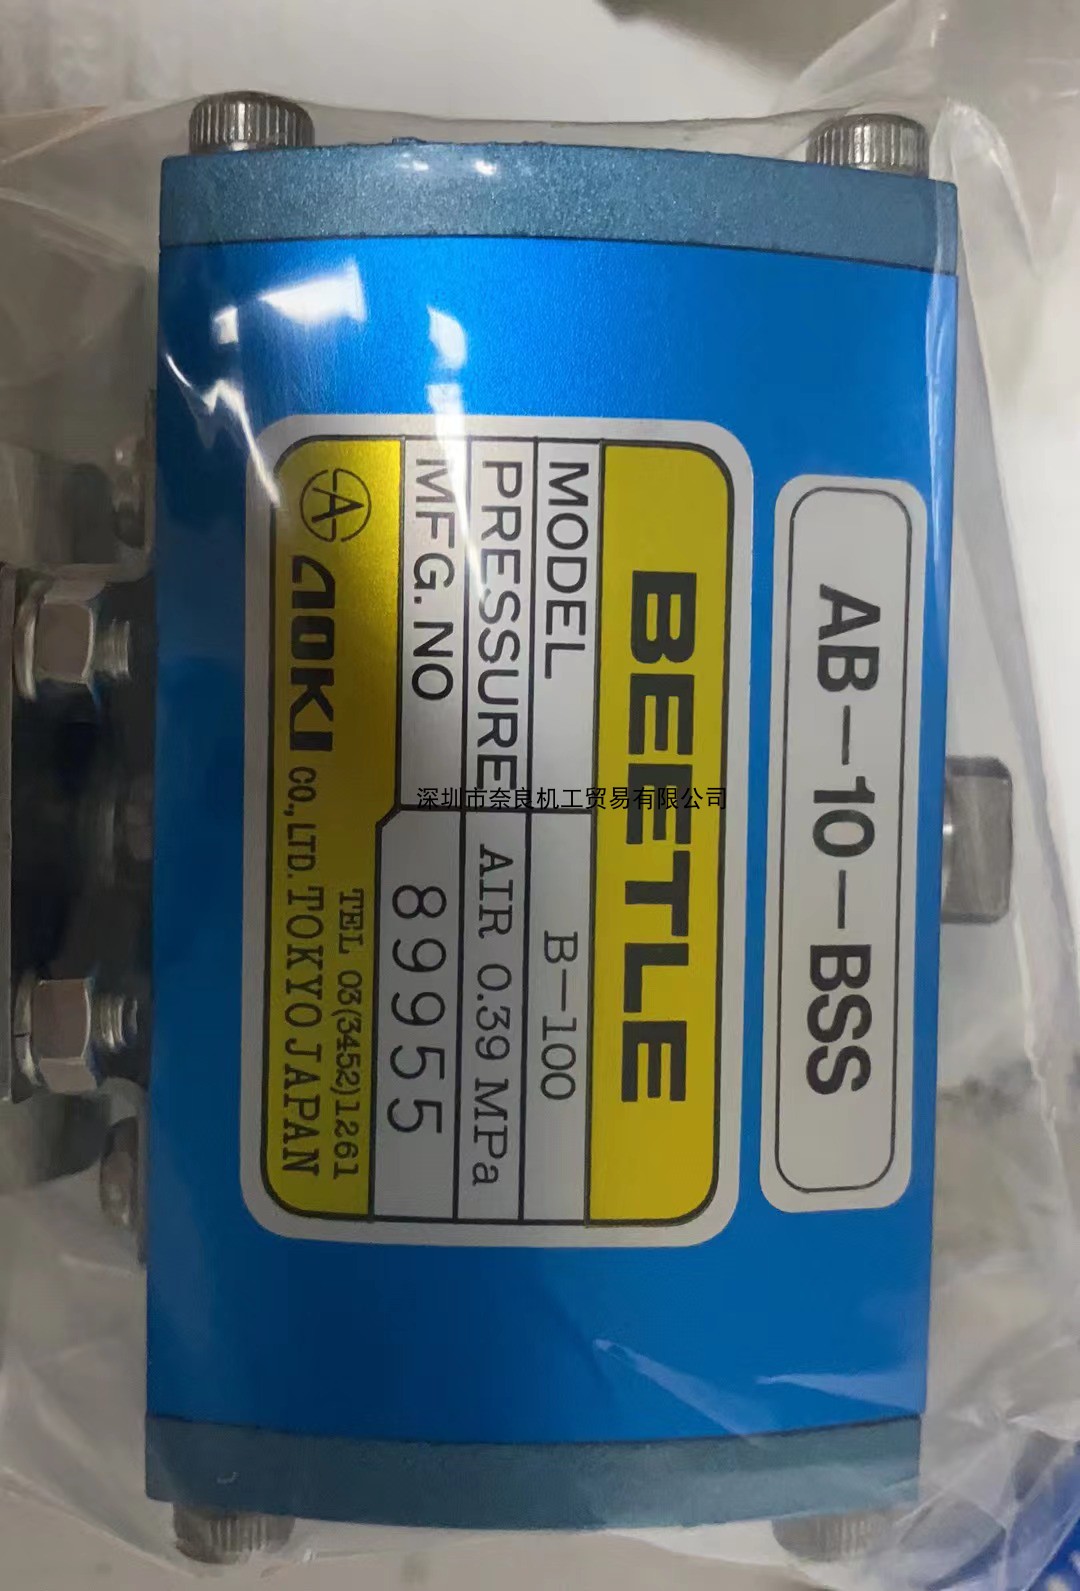 AB-10-BSS
BEETLE
MODEL B-100
PRESSURE AIR 0.39 MPa
MFG. NO 89955
TEL 03(3452)1261
A AOKI CO., LTD. TOKYO JAPAN
深圳市奈良机工贸易有限公司